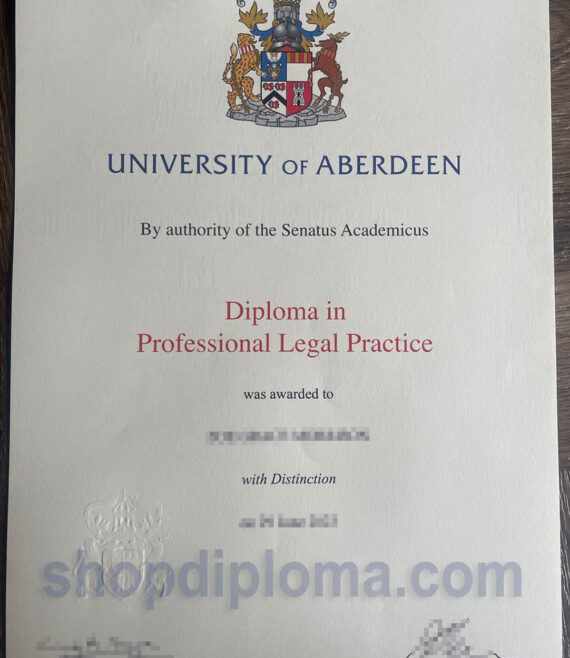 UNIVERSITY OF ABERDEEN
By authority of the Senatus Academicus
Diploma in
Professional Legal Practice
was awarded to
with Distinction
shopdiploma.com